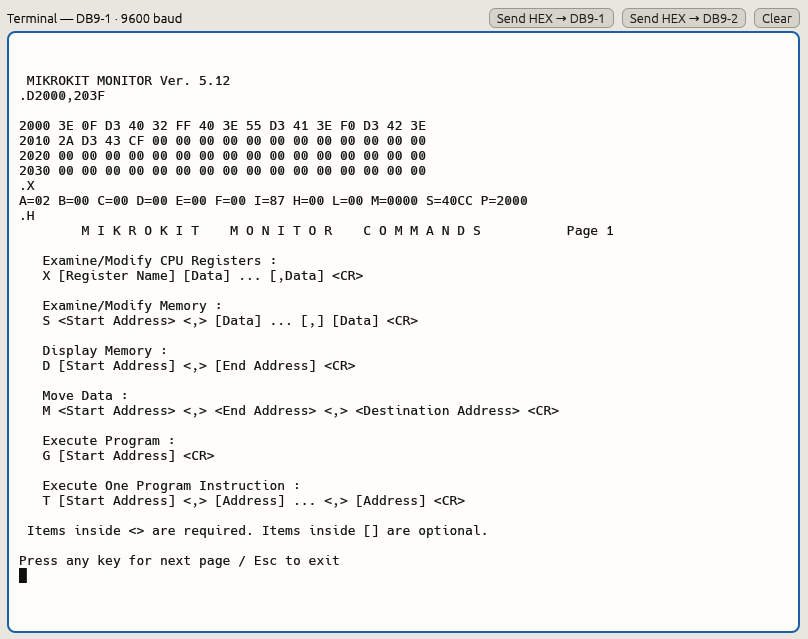 Terminal — DB9-1 · 9600 baud
Send HEX → DB9-1
Send HEX → DB9-2
Clear
MIKROKIT MONITOR Ver. 5.12
.D2000,203F
2000 3E 0F D3 40 32 FF 40 3E 55 D3 41 3E F0 D3 42 3E
2010 2A D3 43 CF 00 00 00 00 00 00 00 00 00 00 00 00
2020 00 00 00 00 00 00 00 00 00 00 00 00 00 00 00 00
2030 00 00 00 00 00 00 00 00 00 00 00 00 00 00 00 00
.X
A=02 B=00 C=00 D=00 E=00 F=00 I=87 H=00 L=00 M=0000 S=40CC P=2000
.H
M I K R O K I T    M O N I T O R    C O M M A N D S           Page 1
Examine/Modify CPU Registers :
X [Register Name] [Data] ... [,Data] <CR>
Examine/Modify Memory :
S <Start Address> <,> [Data] ... [,] [Data] <CR>
Display Memory :
D [Start Address] <,> [End Address] <CR>
Move Data :
M <Start Address> <,> <End Address> <,> <Destination Address> <CR>
Execute Program :
G [Start Address] <CR>
Execute One Program Instruction :
T [Start Address] <,> [Address] ... <,> [Address] <CR>
Items inside <> are required. Items inside [] are optional.
Press any key for next page / Esc to exit